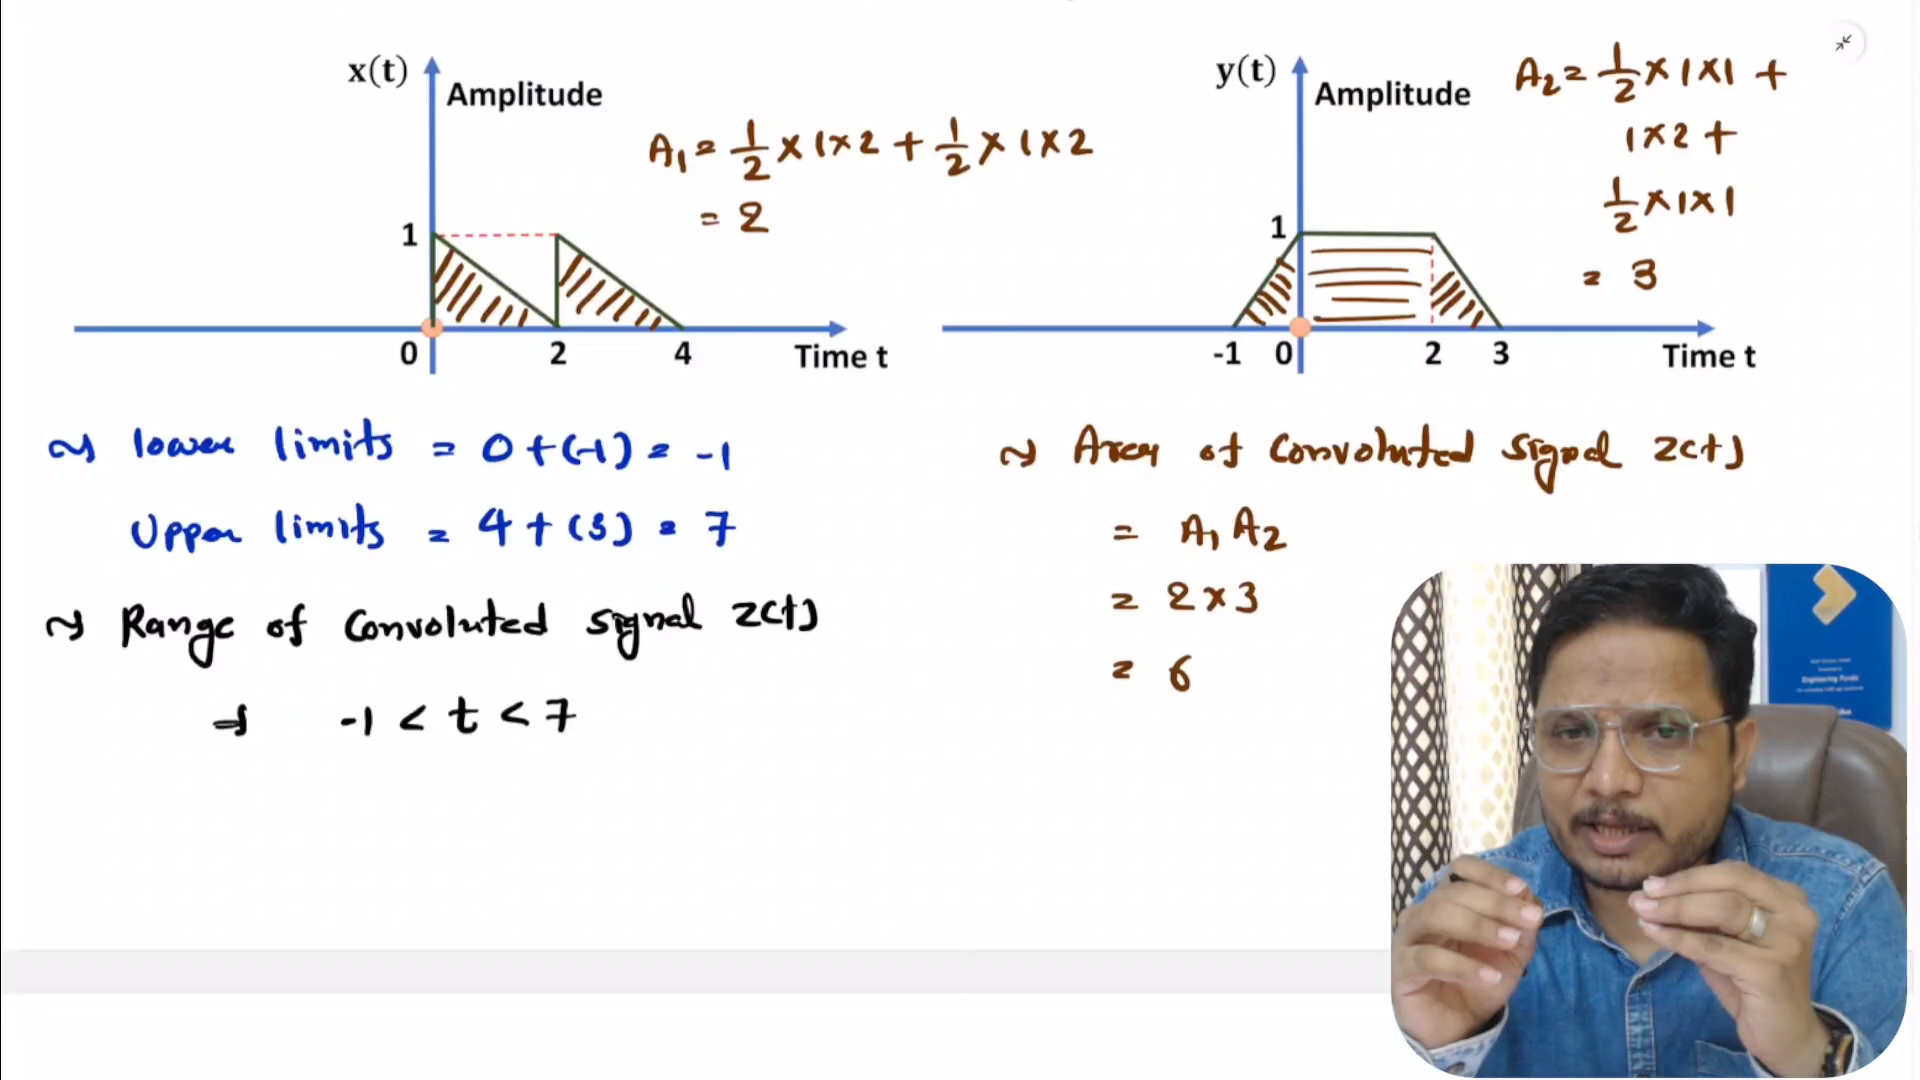 x(t)
Amplitude
A₁ = 1/2 × 1×2 + 1/2 × 1×2
= 2
1
0
2
4
Time t
y(t)
Amplitude
A₂ = 1/2 × 1×1 +
1×2 +
1/2 × 1×1
= 3
1
-1
0
2
3
Time t
~ lower limits = 0+(-1) = -1
Upper limits = 4+(3) = 7
~ Range of Convoluted signal z(t)
⇒ -1 < t < 7
~ Area of Convoluted signal z(t)
= A₁ A₂
= 2×3
= 6
Engineering Funda